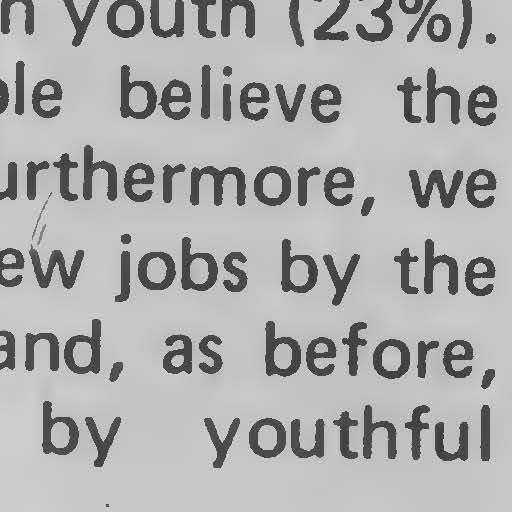 n youth (23%).
ple believe the
urthermore, we
ew jobs by the
and, as before,
by youthful